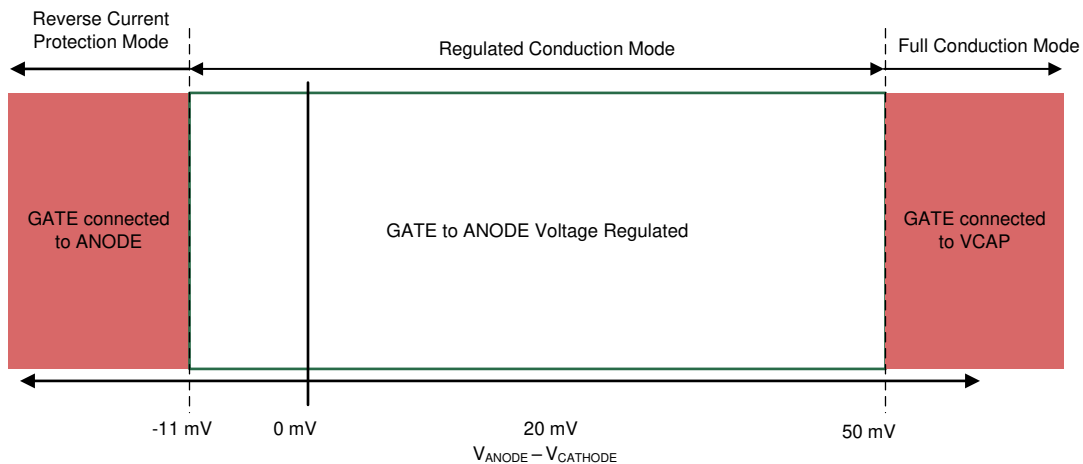 Reverse Current
Protection Mode
Regulated Conduction Mode
Full Conduction Mode
GATE connected
to ANODE
GATE to ANODE Voltage Regulated
GATE connected
to VCAP
-11 mV
0 mV
20 mV
50 mV
VANODE – VCATHODE